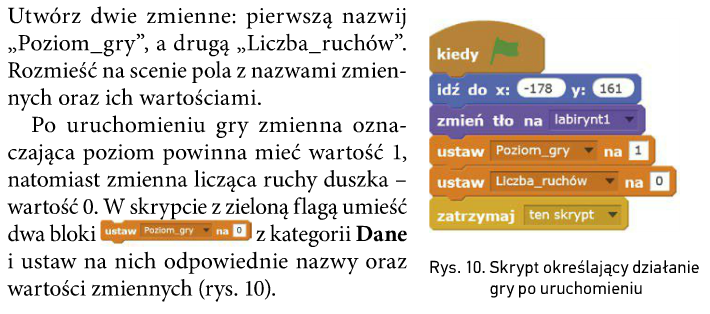 Utwórz dwie zmienne: pierwszą nazwij
„Poziom_gry”, a drugą „Liczba_ruchów”.
Rozmieść na scenie pola z nazwami zmien-
nych oraz ich wartościami.
Po uruchomieniu gry zmienna ozna-
czająca poziom powinna mieć wartość 1,
natomiast zmienna licząca ruchy duszka –
wartość 0. W skrypcie z zieloną flagą umieść
dwa bloki ustaw Poziom_gry na 0 z kategorii Dane
i ustaw na nich odpowiednie nazwy oraz
wartości zmiennych (rys. 10).
kiedy
idź do x: -178 y: 161
zmień tło na labirynt1
ustaw Poziom_gry na 1
ustaw Liczba_ruchów na 0
zatrzymaj ten skrypt
Rys. 10. Skrypt określający działanie
gry po uruchomieniu